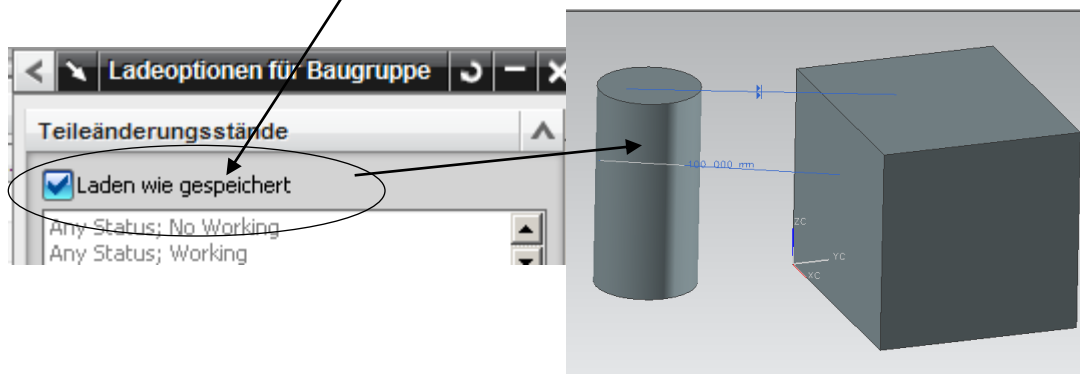 Ladeoptionen für Baugruppe
Teileänderungsstände
Laden wie gespeichert
Any Status; No Working
Any Status; Working
100.000 mm
ZC
YC
XC